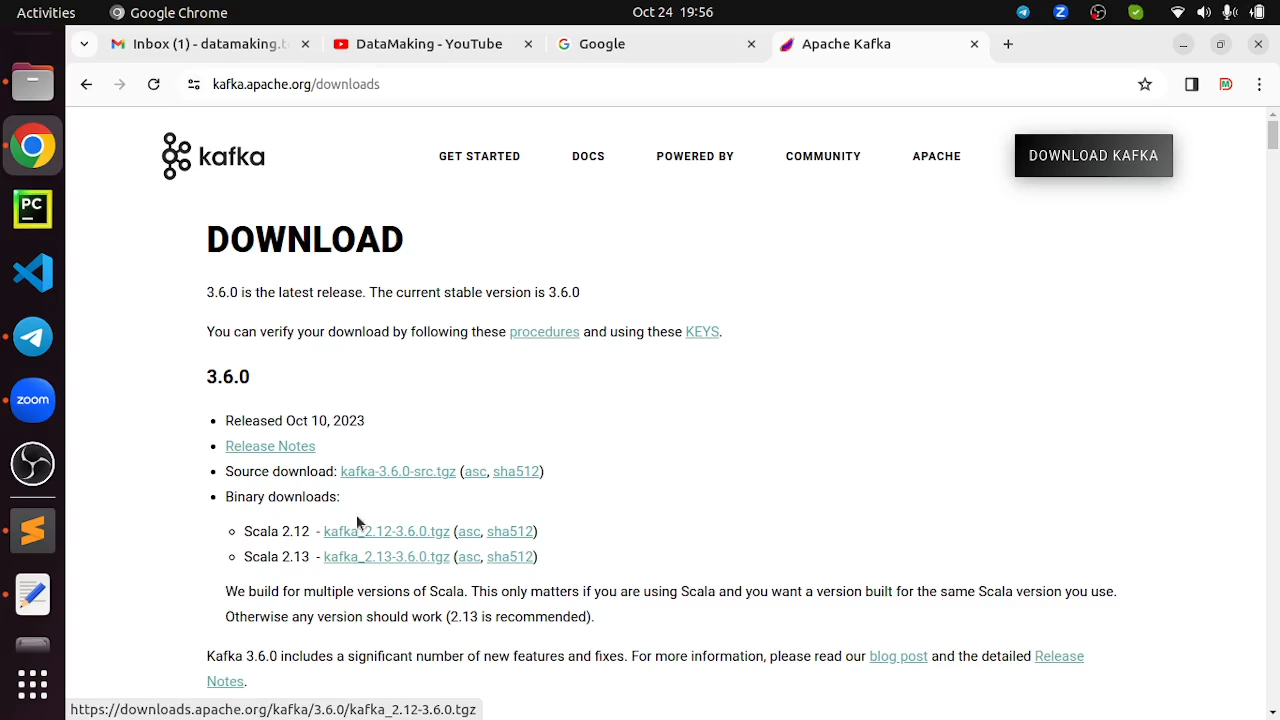 Activities
Google Chrome
Oct 24 19:56
Inbox (1) - datamaking.t
DataMaking - YouTube
Google
Apache Kafka
kafka.apache.org/downloads
kafka
GET STARTED
DOCS
POWERED BY
COMMUNITY
APACHE
DOWNLOAD KAFKA
DOWNLOAD
3.6.0 is the latest release. The current stable version is 3.6.0
You can verify your download by following these procedures and using these KEYS.
3.6.0
Released Oct 10, 2023
Release Notes
Source download: kafka-3.6.0-src.tgz (asc, sha512)
Binary downloads:
Scala 2.12 - kafka_2.12-3.6.0.tgz (asc, sha512)
Scala 2.13 - kafka_2.13-3.6.0.tgz (asc, sha512)
We build for multiple versions of Scala. This only matters if you are using Scala and you want a version built for the same Scala version you use.
Otherwise any version should work (2.13 is recommended).
Kafka 3.6.0 includes a significant number of new features and fixes. For more information, please read our blog post and the detailed Release
Notes.
https://downloads.apache.org/kafka/3.6.0/kafka_2.12-3.6.0.tgz
PC
zoom